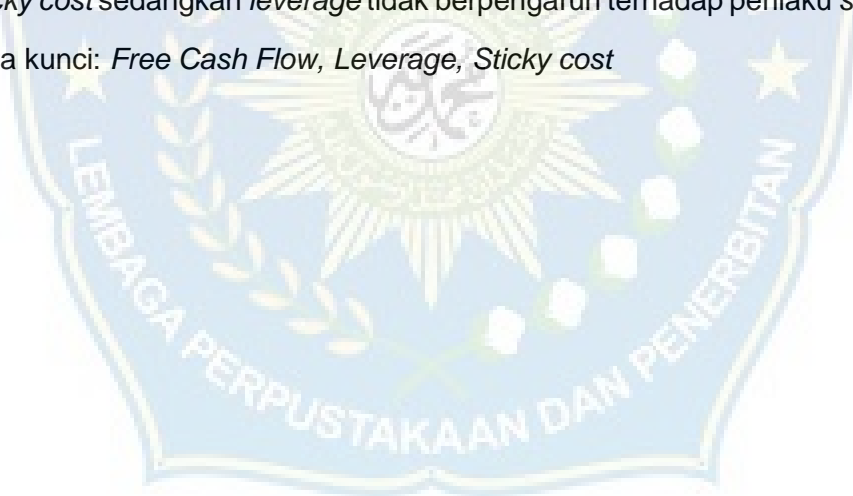 cky cost sedangkan leverage tidak berpengaruh terhadap perilaku s
a kunci: Free Cash Flow, Leverage, Sticky cost
LEMBAGA PERPUSTAKAAN DAN PENERBITAN